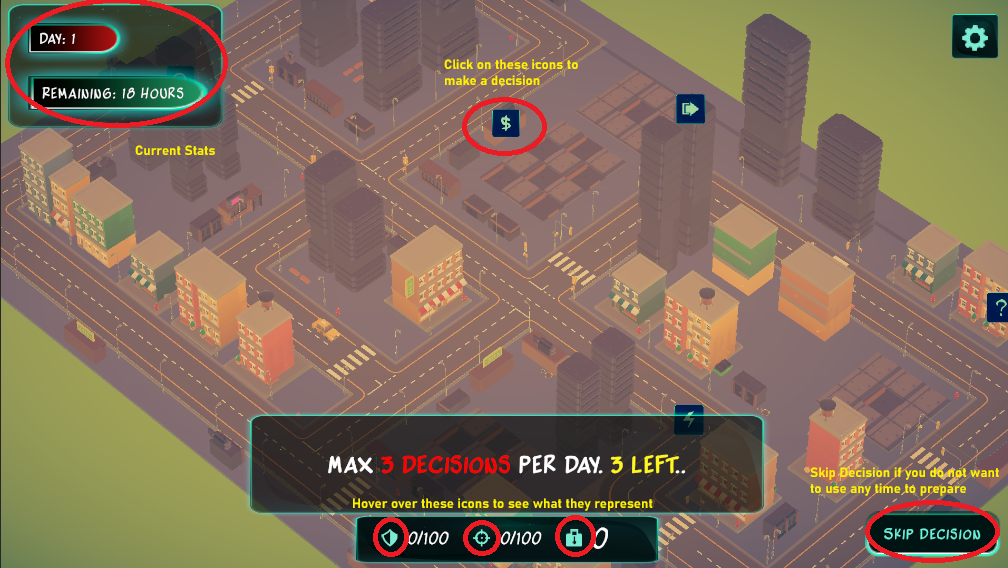 DAY: 1
REMAINING: 18 HOURS
Current Stats
Click on these icons to
make a decision
$
?
MAX 3 DECISIONS PER DAY. 3 LEFT..
Hover over these icons to see what they represent
0/100 0/100 0
Skip Decision if you do not want
to use any time to prepare
SKIP DECISION